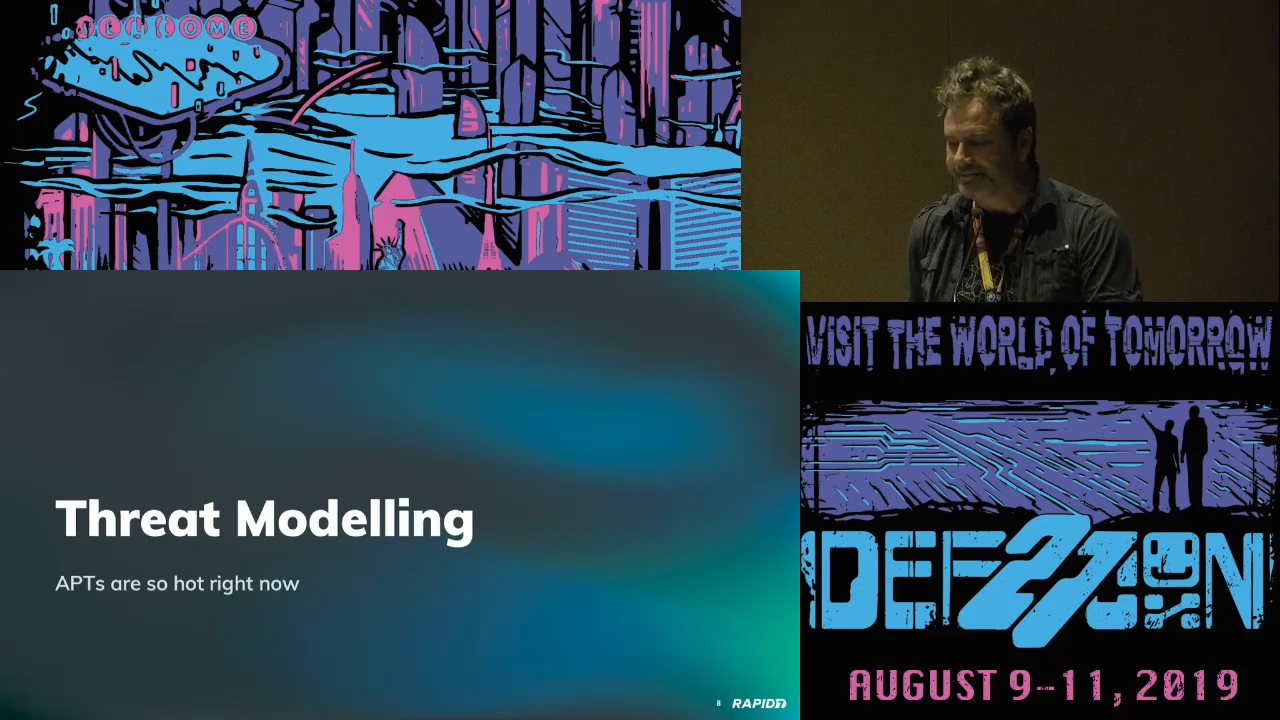 WELCOME
Threat Modelling
APTs are so hot right now
8 RAPID7
VISIT THE WORLD OF TOMORROW
DEF CON
27
AUGUST 9-11, 2019